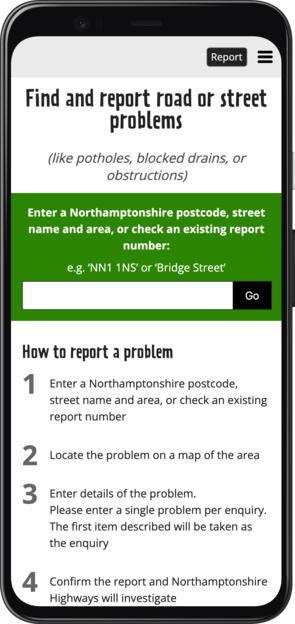 Report
Find and report road or street
problems
(like potholes, blocked drains, or
obstructions)
Enter a Northamptonshire postcode, street
name and area, or check an existing report
number:
e.g. ‘NN1 1NS’ or ‘Bridge Street’
Go
How to report a problem
1 Enter a Northamptonshire postcode,
street name and area, or check an existing
report number
2 Locate the problem on a map of the area
3 Enter details of the problem.
Please enter a single problem per enquiry.
The first item described will be taken as
the enquiry
4 Confirm the report and Northamptonshire
Highways will investigate